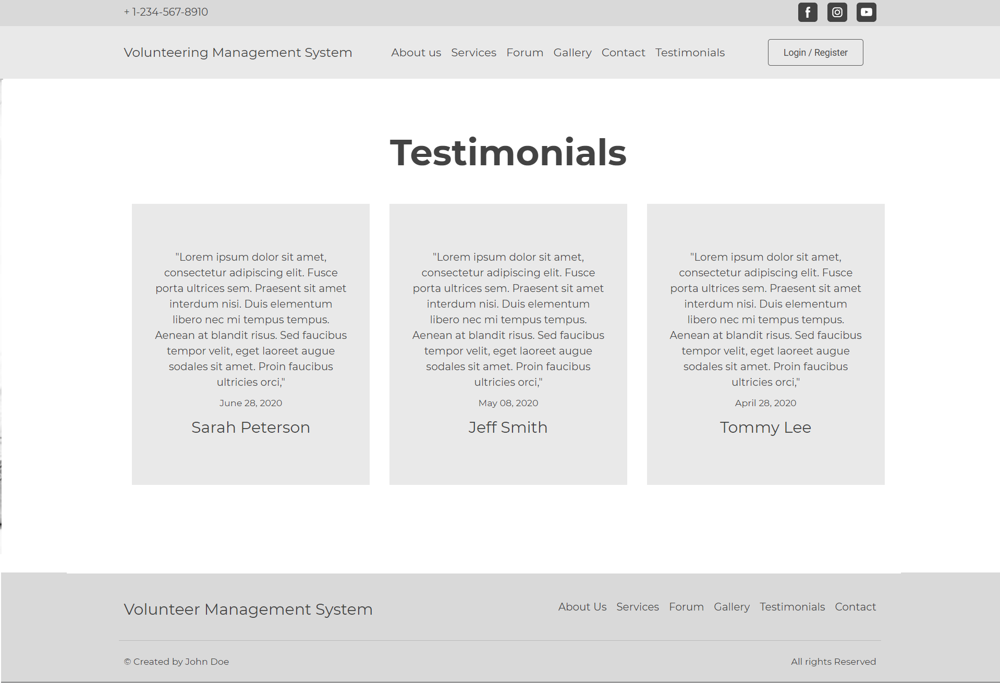 + 1-234-567-8910
Volunteering Management System
About us Services Forum Gallery Contact Testimonials
Login / Register
Testimonials
"Lorem ipsum dolor sit amet,
consectetur adipiscing elit. Fusce
porta ultrices sem. Praesent sit amet
interdum nisi. Duis elementum
libero nec mi tempus tempus.
Aenean at blandit risus. Sed faucibus
tempor velit, eget laoreet augue
sodales sit amet. Proin faucibus
ultricies orci,"
June 28, 2020
Sarah Peterson
"Lorem ipsum dolor sit amet,
consectetur adipiscing elit. Fusce
porta ultrices sem. Praesent sit amet
interdum nisi. Duis elementum
libero nec mi tempus tempus.
Aenean at blandit risus. Sed faucibus
tempor velit, eget laoreet augue
sodales sit amet. Proin faucibus
ultricies orci,"
May 08, 2020
Jeff Smith
"Lorem ipsum dolor sit amet,
consectetur adipiscing elit. Fusce
porta ultrices sem. Praesent sit amet
interdum nisi. Duis elementum
libero nec mi tempus tempus.
Aenean at blandit risus. Sed faucibus
tempor velit, eget laoreet augue
sodales sit amet. Proin faucibus
ultricies orci,"
April 28, 2020
Tommy Lee
Volunteer Management System
About Us Services Forum Gallery Testimonials Contact
© Created by John Doe
All rights Reserved